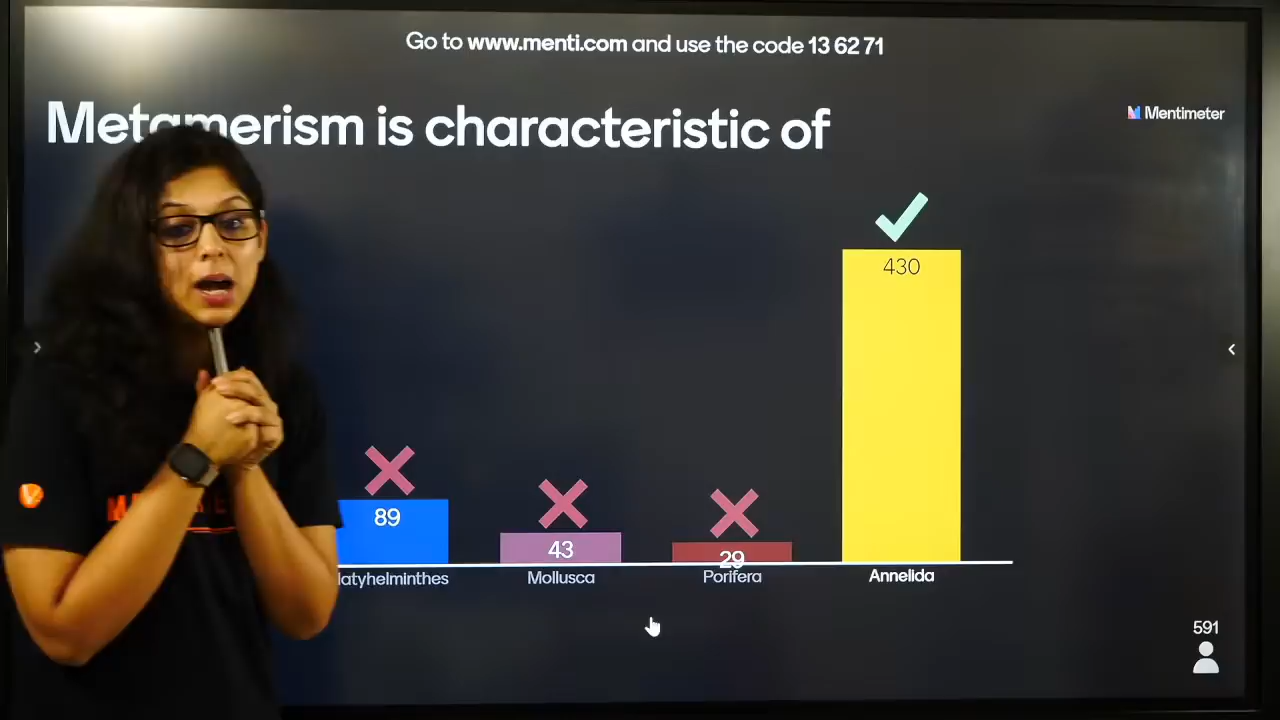 Go to www.menti.com and use the code 13 62 71
Metamerism is characteristic of
Mentimeter
430
89
43
29
latyhelminthes
Mollusca
Porifera
Annelida
591